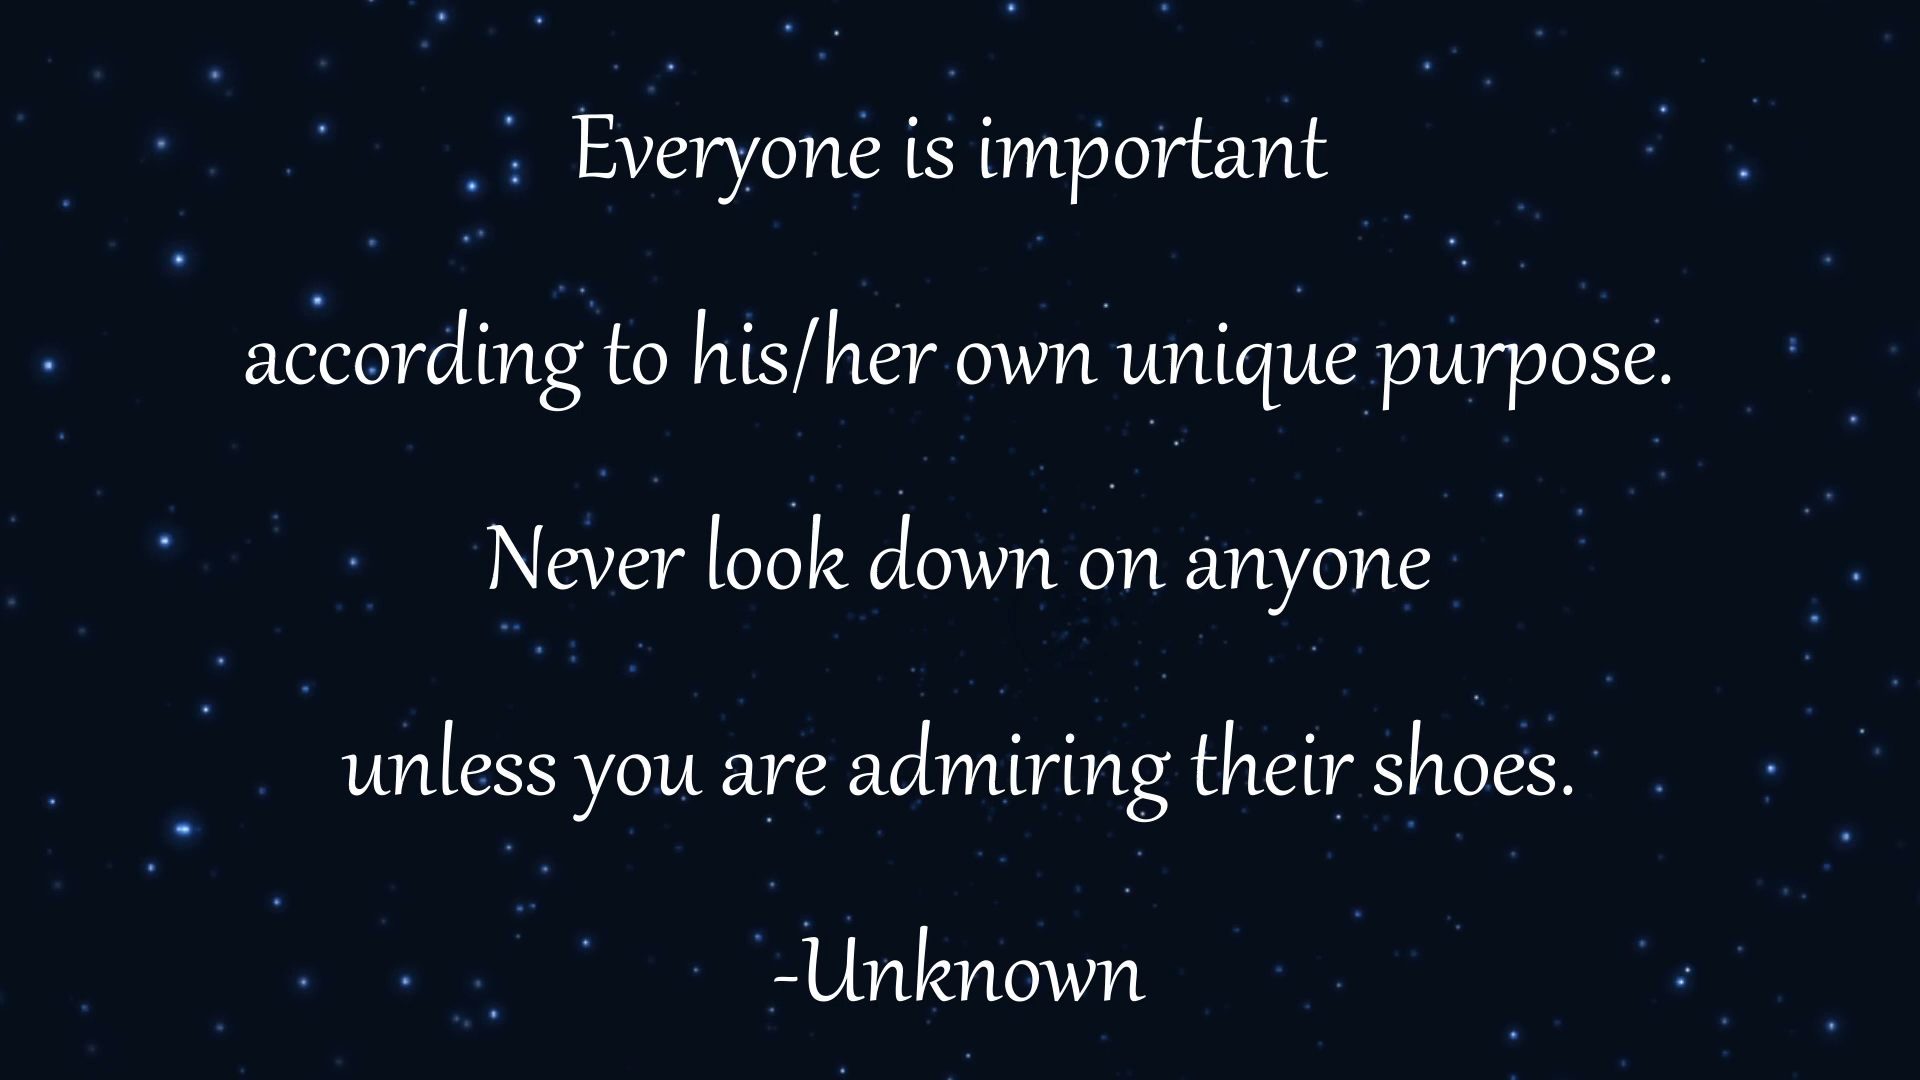 Everyone is important
according to his/her own unique purpose.
Never look down on anyone
unless you are admiring their shoes.
-Unknown